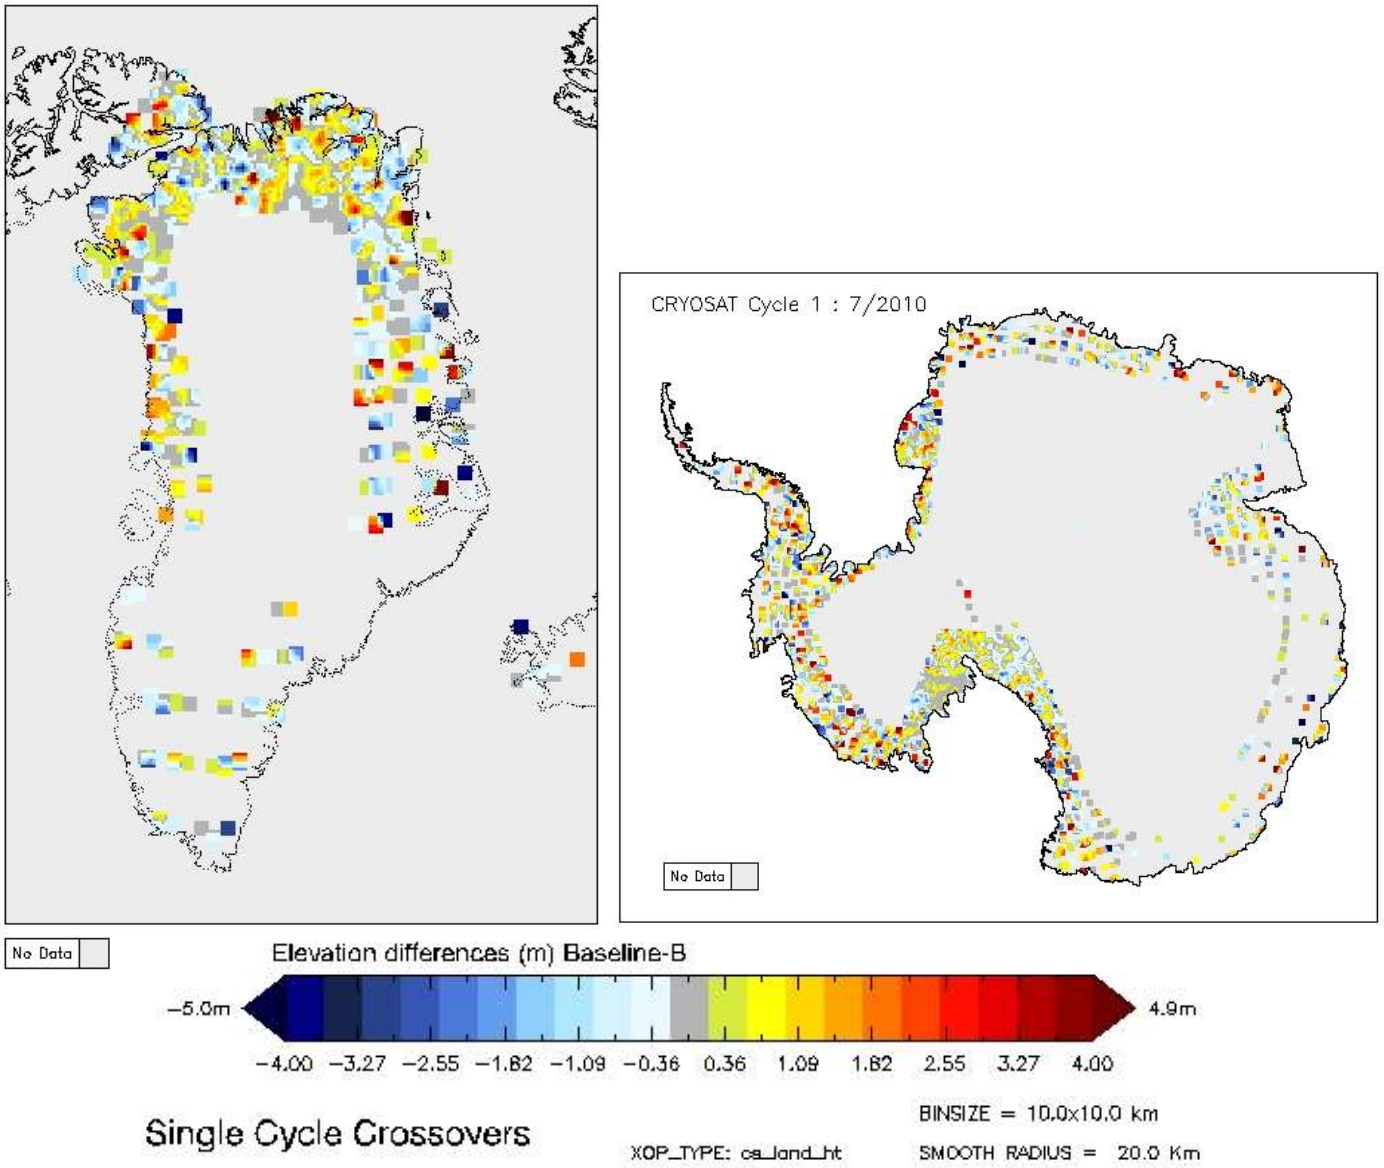 CRYOSAT Cycle 1 : 7/2010
No Data
No Data
Elevation differences (m) Baseline-B
−5.0m
4.9m
−4.00 −3.27 −2.55 −1.82 −1.09 −0.36 0.36 1.09 1.82 2.55 3.27 4.00
Single Cycle Crossovers
BINSIZE = 10.0x10.0 km
XOP_TYPE: cs_land_ht
SMOOTH RADIUS = 20.0 Km